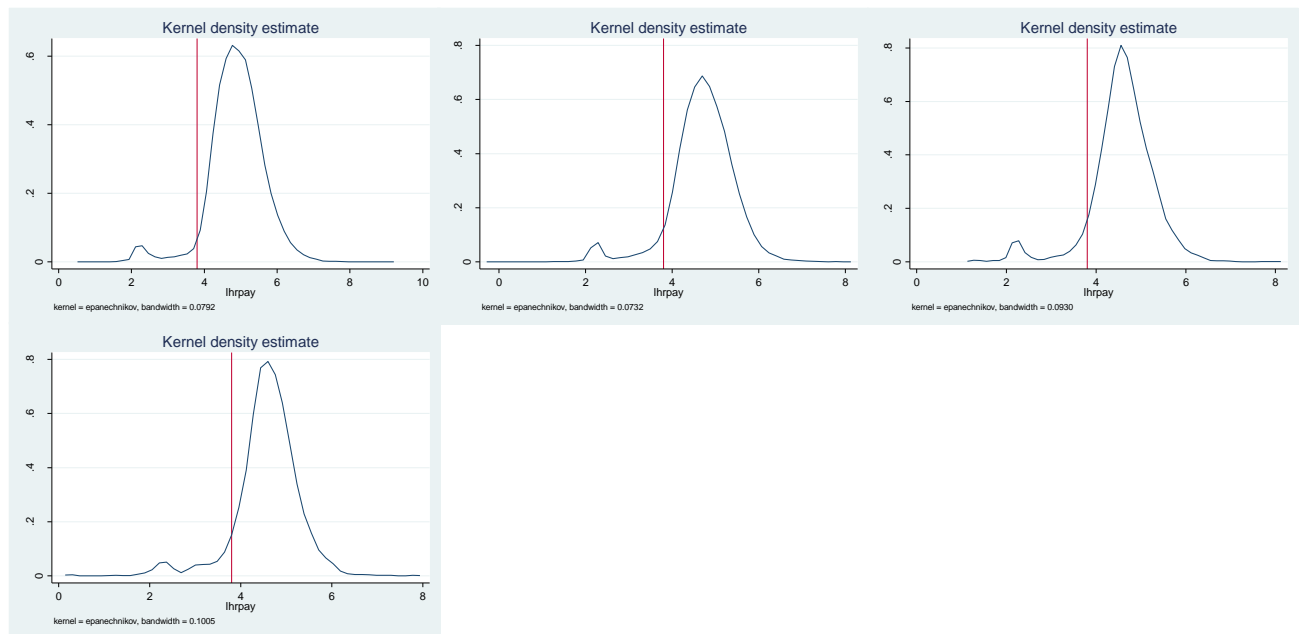 Kernel density estimate
.6
.4
.2
0
0 2 4 6 8 10
lhrpay
kernel = epanechnikov, bandwidth = 0.0792
Kernel density estimate
.8
.6
.4
.2
0
0 2 4 6 8
lhrpay
kernel = epanechnikov, bandwidth = 0.0732
Kernel density estimate
.8
.6
.4
.2
0
0 2 4 6 8
lhrpay
kernel = epanechnikov, bandwidth = 0.0930
Kernel density estimate
.8
.6
.4
.2
0
0 2 4 6 8
lhrpay
kernel = epanechnikov, bandwidth = 0.1005